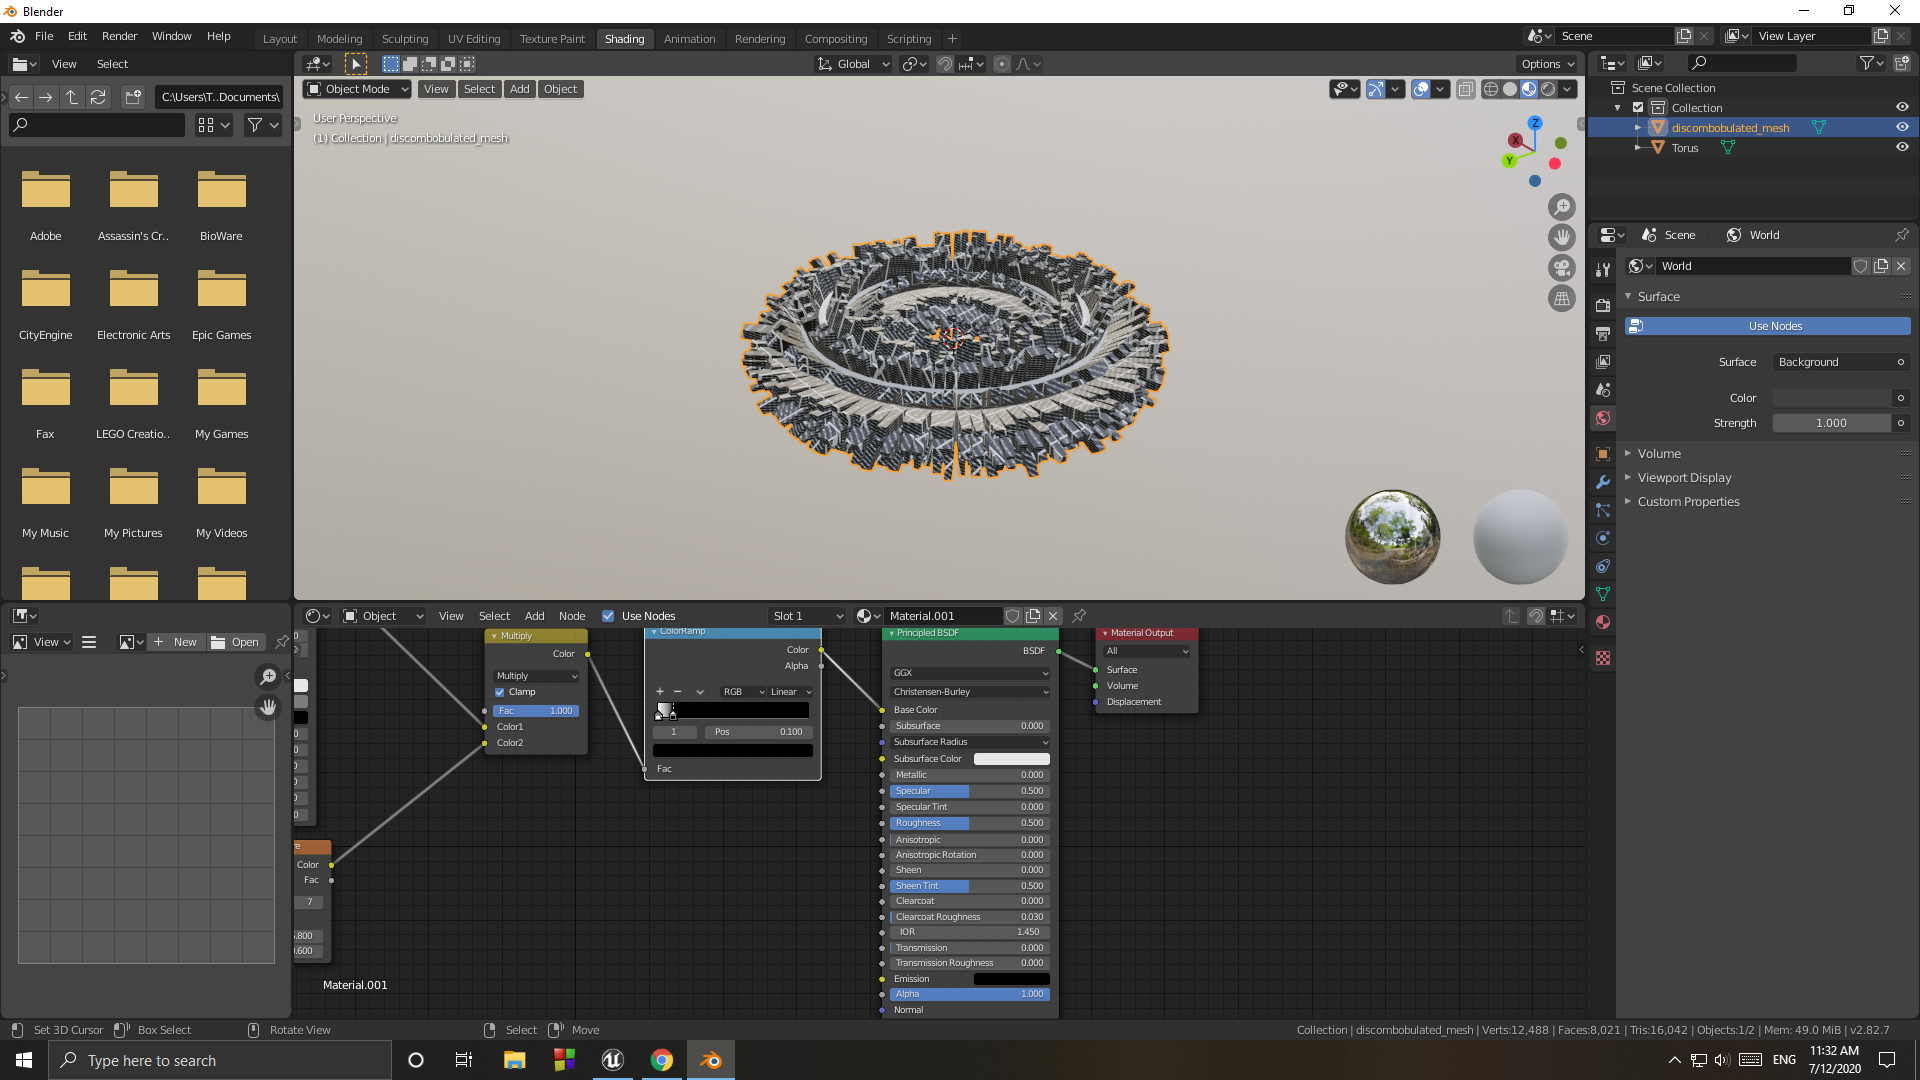 Blender
File Edit Render Window Help
Layout Modeling Sculpting UV Editing Texture Paint Shading Animation Rendering Compositing Scripting
Scene
View Layer
View Select
Global
Options
C:\Users\T..Documents\
Object Mode View Select Add Object
User Perspective
(1) Collection | discombobulated_mesh
Z
X
Y
Adobe Assassin's Cr.. BioWare
CityEngine Electronic Arts Epic Games
Fax LEGO Creatio.. My Games
My Music My Pictures My Videos
Scene Collection
Collection
discombobulated_mesh
Torus
Scene World
World
Surface
Use Nodes
Surface Background
Color
Strength 1.000
Volume
Viewport Display
Custom Properties
View New Open
Object View Select Add Node Use Nodes Slot 1 Material.001
Multiply
Color
Multiply
Clamp
Fac 1.000
Color1
Color2
ColorRamp
Color
Alpha
RGB Linear
1 Pos 0.100
Fac
Principled BSDF
BSDF
GGX
Christensen-Burley
Base Color
Subsurface 0.000
Subsurface Radius
Subsurface Color
Metallic 0.000
Specular 0.500
Specular Tint 0.000
Roughness 0.500
Anisotropic 0.000
Anisotropic Rotation 0.000
Sheen 0.000
Sheen Tint 0.500
Clearcoat 0.000
Clearcoat Roughness 0.030
IOR 1.450
Transmission 0.000
Transmission Roughness 0.000
Emission
Alpha 1.000
Normal
Material Output
All
Surface
Volume
Displacement
Color
Fac
7
.800
.600
Material.001
Set 3D Cursor Box Select Rotate View Select Move
Collection | discombobulated_mesh | Verts:12,488 | Faces:8,021 | Tris:16,042 | Objects:1/2 | Mem: 49.0 MiB | v2.82.7
Type here to search
ENG
11:32 AM
7/12/2020